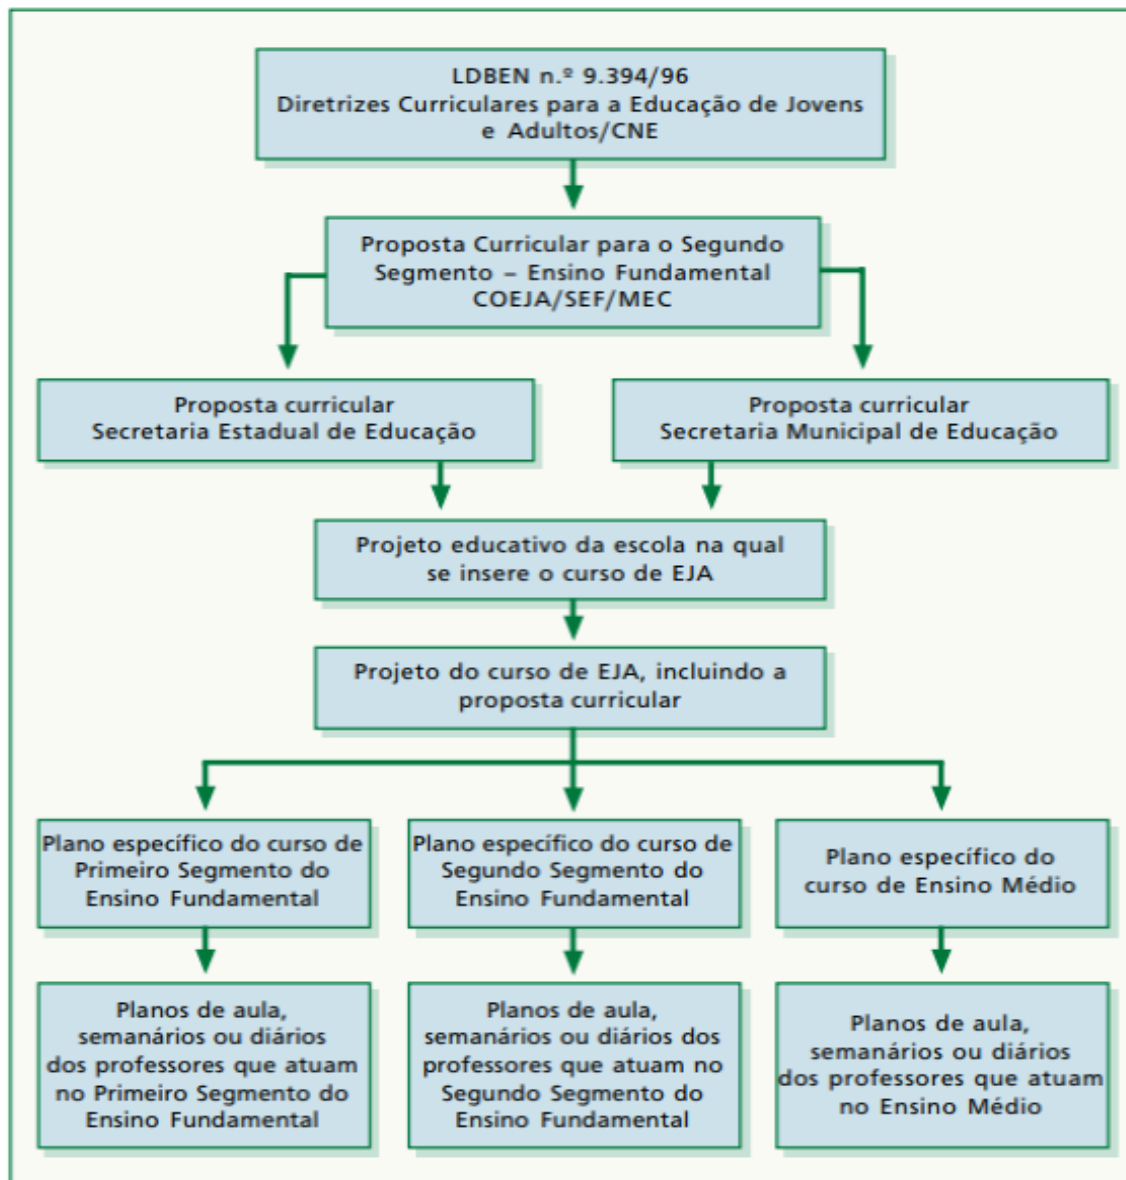 LDBEN n.º 9.394/96
Diretrizes Curriculares para a Educação de Jovens
e Adultos/CNE
Proposta Curricular para o Segundo
Segmento – Ensino Fundamental
COEJA/SEF/MEC
Proposta curricular
Secretaria Estadual de Educação
Proposta curricular
Secretaria Municipal de Educação
Projeto educativo da escola na qual
se insere o curso de EJA
Projeto do curso de EJA, incluindo a
proposta curricular
Plano específico do curso de
Primeiro Segmento do
Ensino Fundamental
Plano específico do curso de
Segundo Segmento do
Ensino Fundamental
Plano específico do
curso de Ensino Médio
Planos de aula,
semanários ou diários
dos professores que atuam
no Primeiro Segmento do
Ensino Fundamental
Planos de aula,
semanários ou diários dos
professores que atuam no
Segundo Segmento do
Ensino Fundamental
Planos de aula,
semanários ou diários
dos professores que atuam
no Ensino Médio